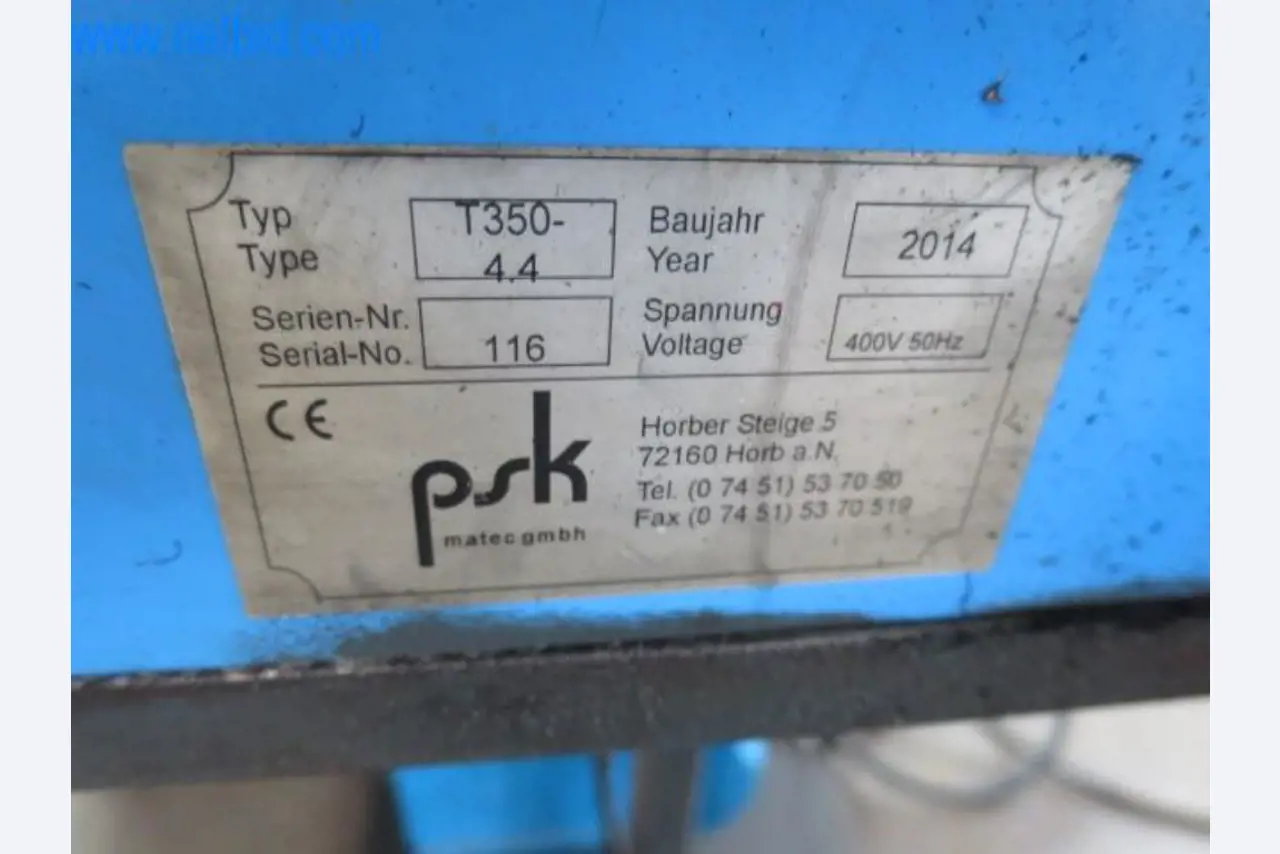 Typ
Type
T350-
4.4
Baujahr
Year
2014
Serien-Nr.
Serial-No.
116
Spannung
Voltage
400V 50Hz
CE
psk
matec gmbh
Horber Steige 5
72160 Horb a.N.
Tel. (0 74 51) 53 70 50
Fax (0 74 51) 53 70 519